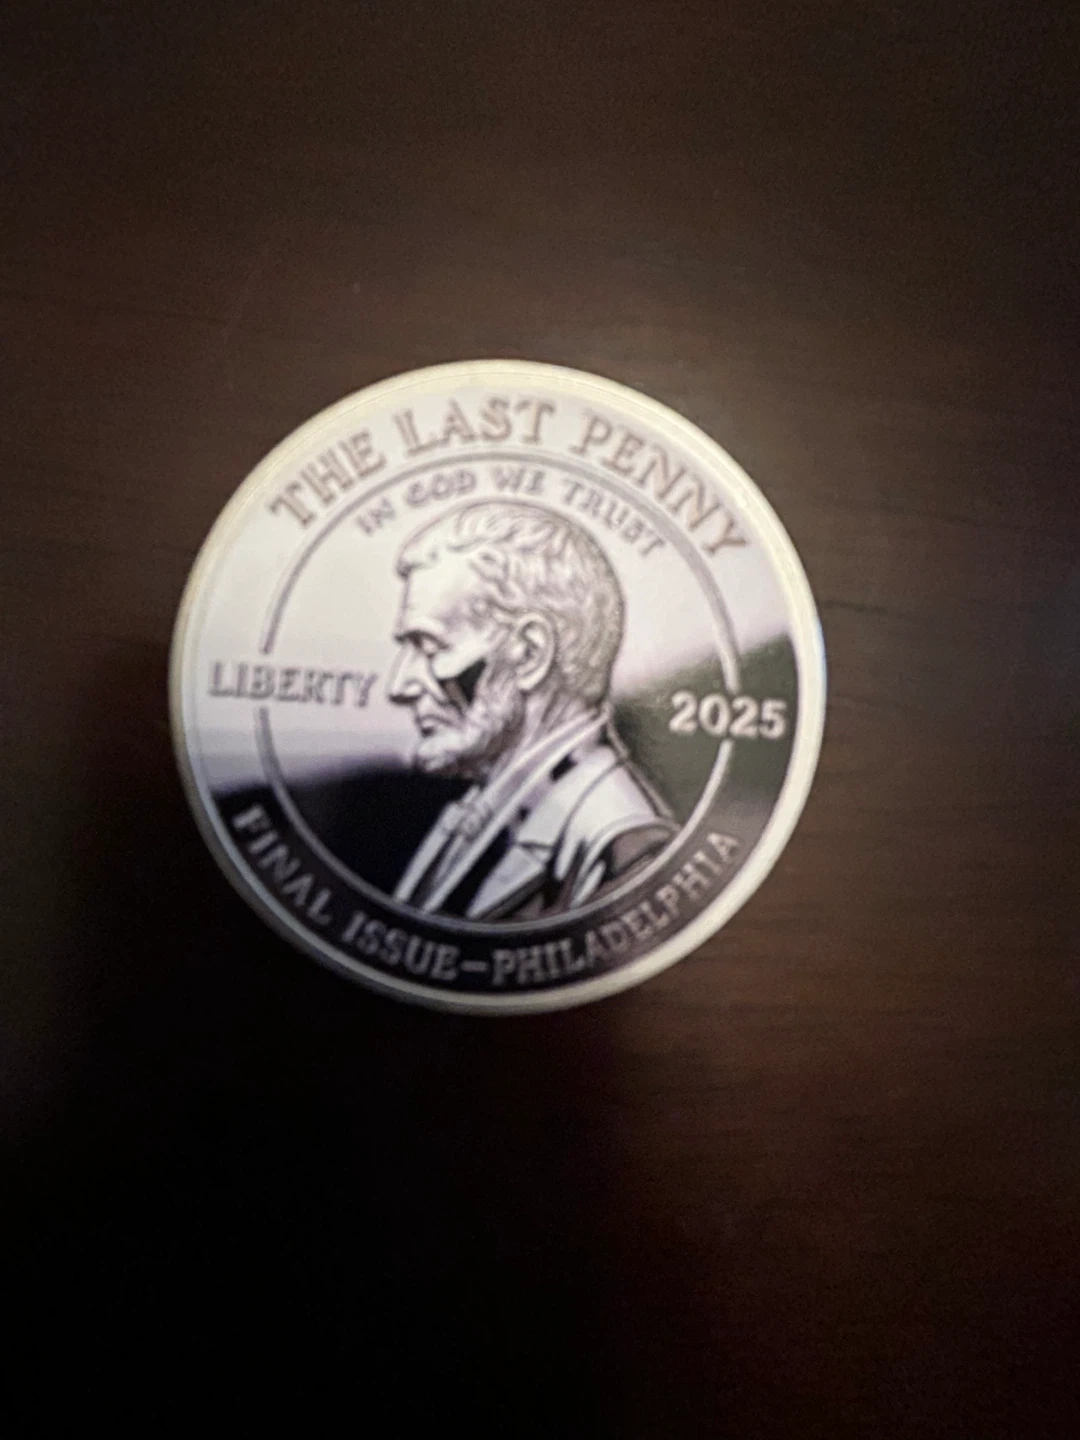 THE LAST PENNY
IN GOD WE TRUST
LIBERTY
2025
FINAL ISSUE–PHILADELPHIA